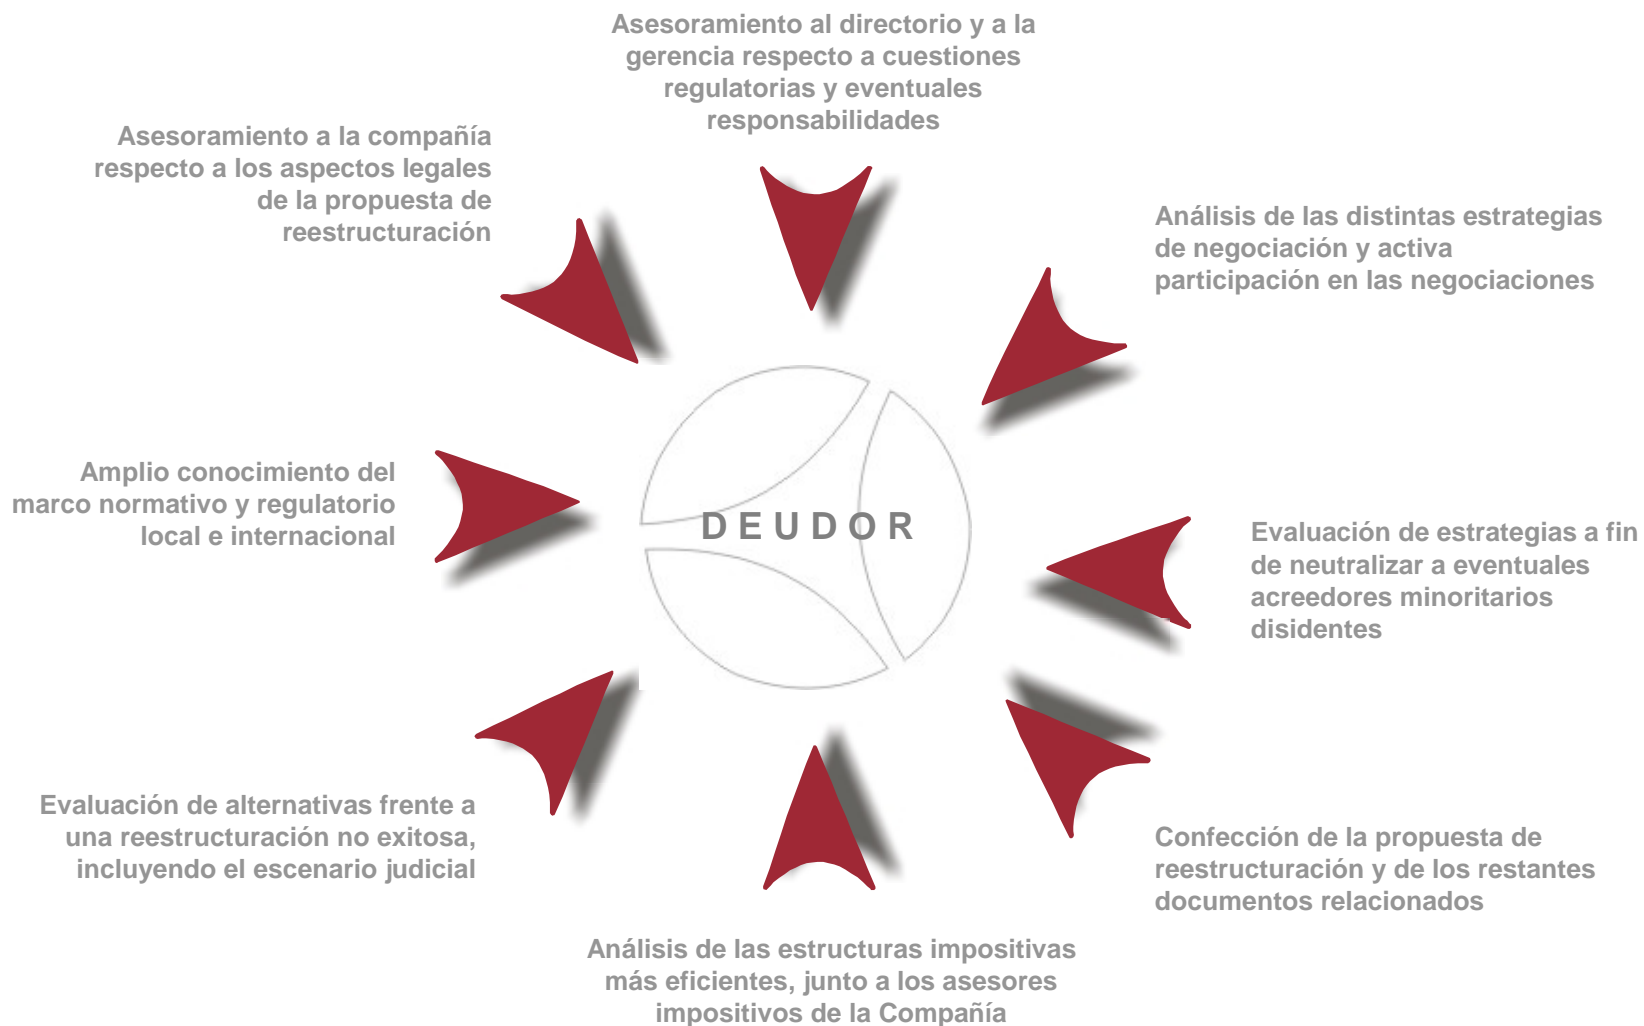 Asesoramiento al directorio y a la
gerencia respecto a cuestiones
regulatorias y eventuales
responsabilidades
Asesoramiento a la compañía
respecto a los aspectos legales
de la propuesta de
reestructuración
Análisis de las distintas estrategias
de negociación y activa
participación en las negociaciones
Amplio conocimiento del
marco normativo y regulatorio
local e internacional
DEUDOR
Evaluación de estrategias a fin
de neutralizar a eventuales
acreedores minoritarios
disidentes
Evaluación de alternativas frente a
una reestructuración no exitosa,
incluyendo el escenario judicial
Confección de la propuesta de
reestructuración y de los restantes
documentos relacionados
Análisis de las estructuras impositivas
más eficientes, junto a los asesores
impositivos de la Compañía